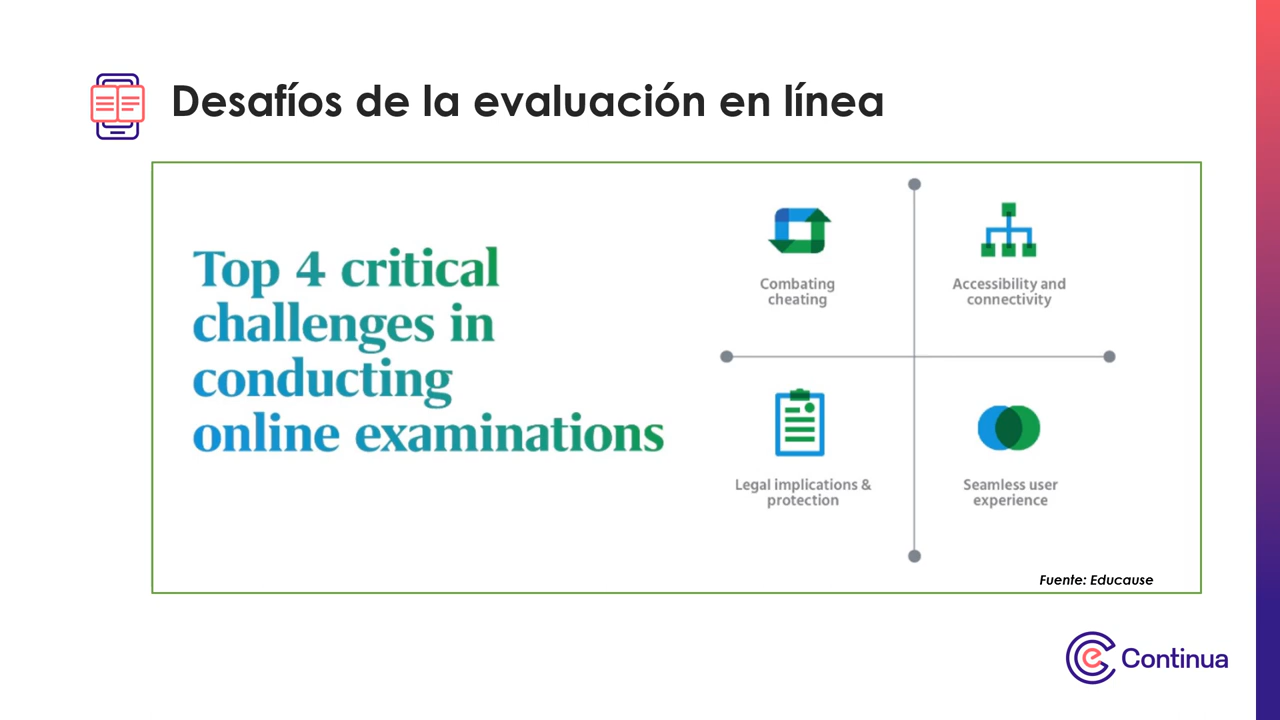 Desafíos de la evaluación en línea
Top 4 critical
challenges in
conducting
online examinations
Combating
cheating
Accessibility and
connectivity
Legal implications &
protection
Seamless user
experience
Fuente: Educause
e Continua